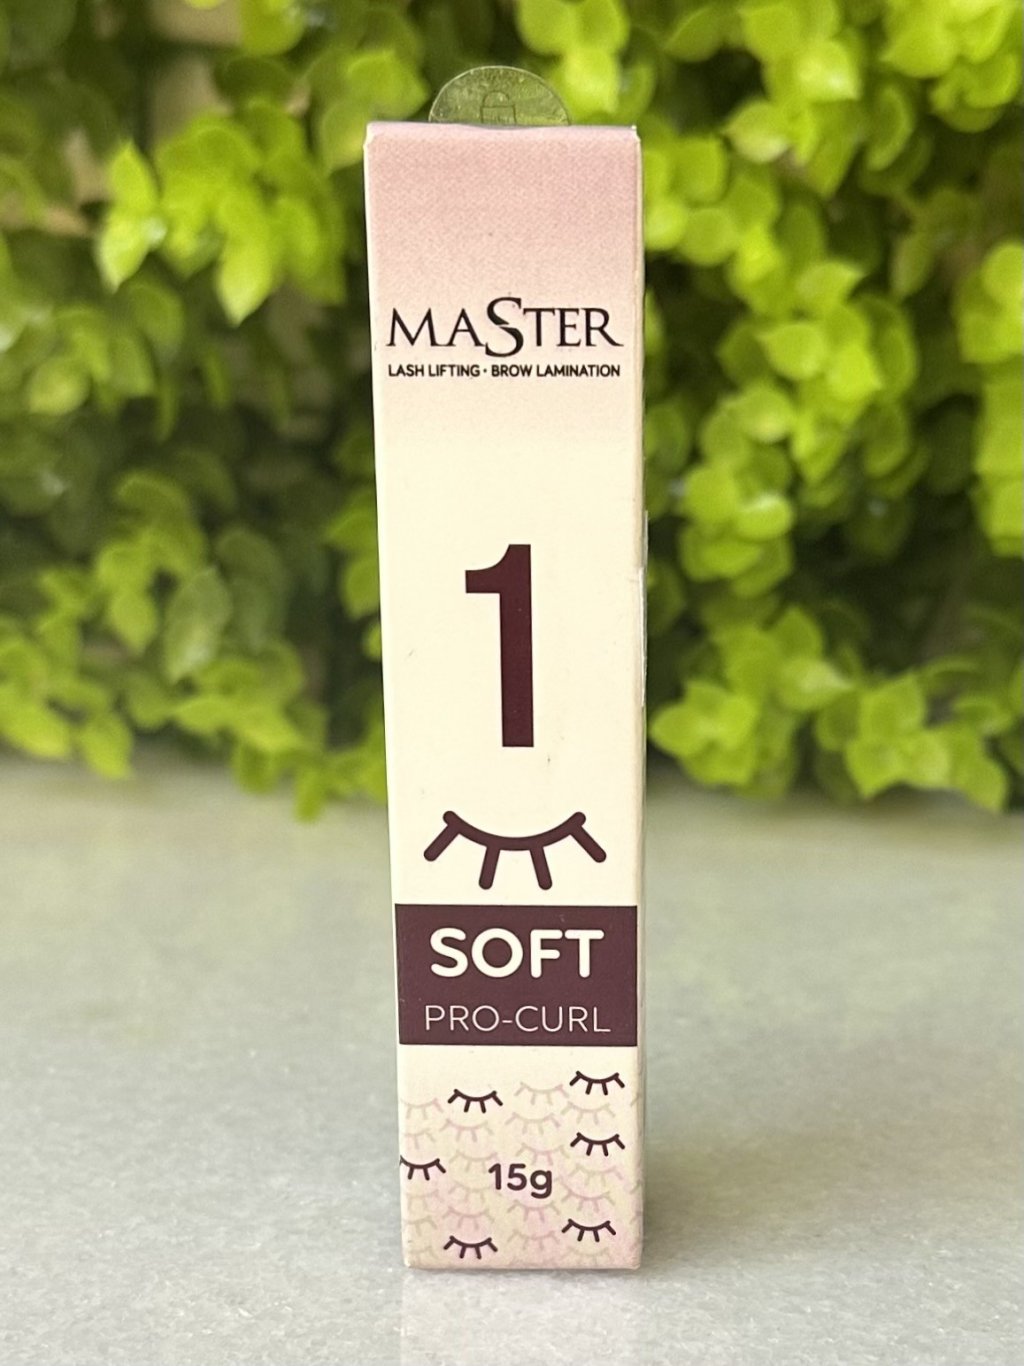 MASTER
LASH LIFTING • BROW LAMINATION
1
SOFT
PRO-CURL
15g